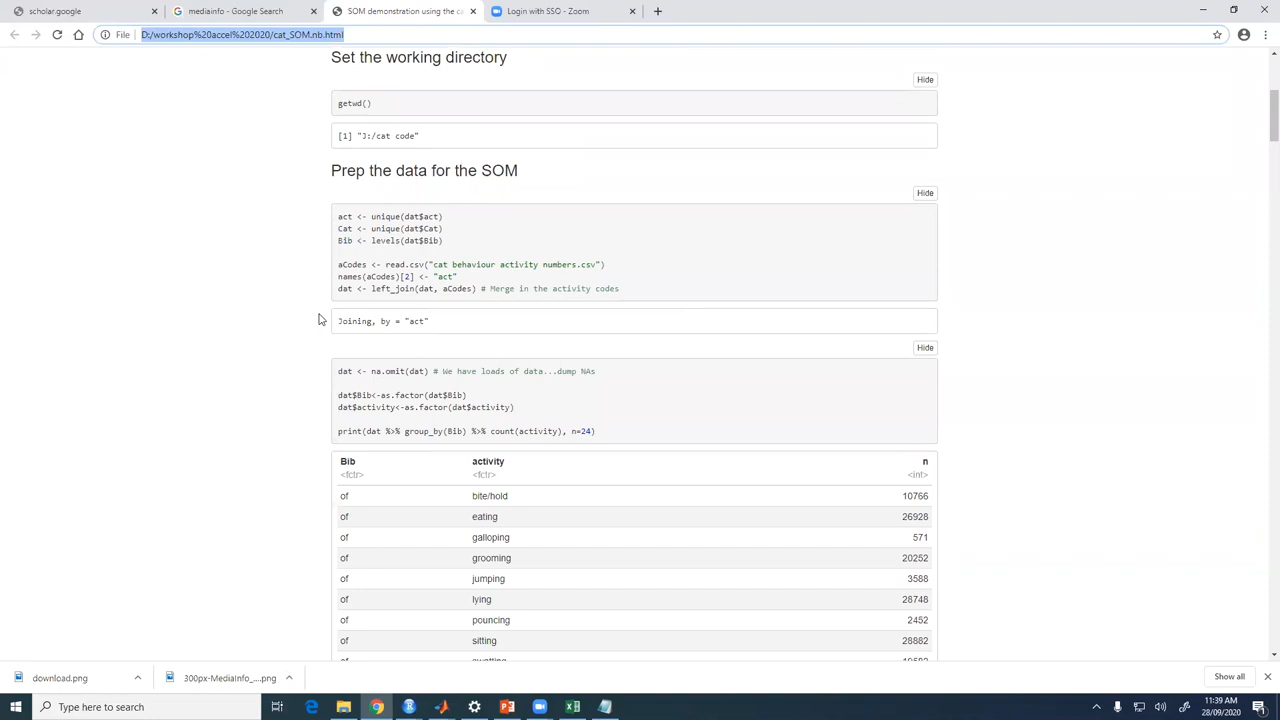 scholar.google
mediainfo - Google Search
SOM demonstration using the c
Login with SSO - Zoom
File
D:/workshop%20accel%202020/cat_SOM.nb.html
Set the working directory
Hide
getwd()
[1] "J:/cat code"
Prep the data for the SOM
Hide
act <- unique(dat$act)
Cat <- unique(dat$Cat)
Bib <- levels(dat$Bib)
aCodes <- read.csv("cat behaviour activity numbers.csv")
names(aCodes)[2] <- "act"
dat <- left_join(dat, aCodes) # Merge in the activity codes
Joining, by = "act"
Hide
dat <- na.omit(dat) # We have loads of data...dump NAs
dat$Bib<-as.factor(dat$Bib)
dat$activity<-as.factor(dat$activity)
print(dat %>% group_by(Bib) %>% count(activity), n=24)
Bib activity n
<fctr> <fctr> <int>
of bite/hold 10766
of eating 26928
of galloping 571
of grooming 20252
of jumping 3588
of lying 28748
of pouncing 2452
of sitting 28882
download.png
300px-MediaInfo_....png
Show all
Type here to search
11:39 AM
28/09/2020